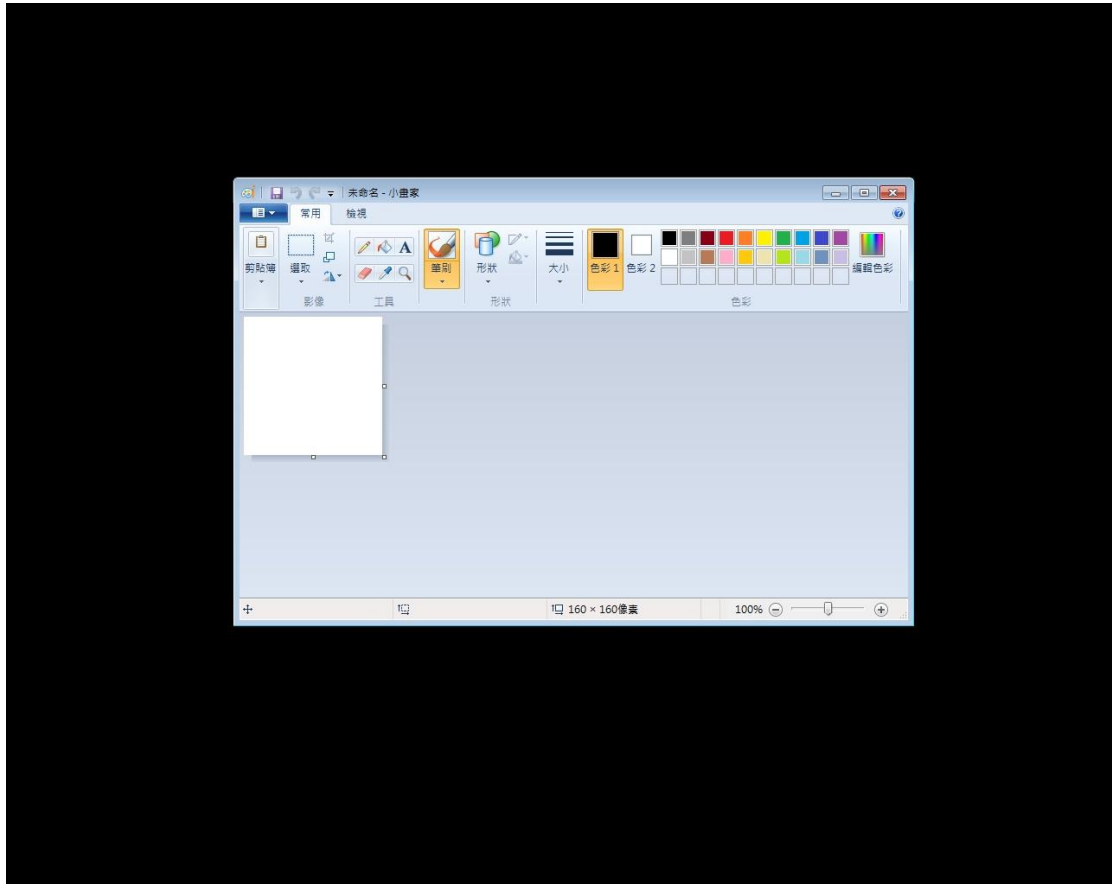 未命名 - 小畫家
常用 檢視
剪貼簿 選取 A 筆刷 形狀 大小 色彩 1 色彩 2 編輯色彩
影像 工具 形狀 色彩
160 × 160像素 100%